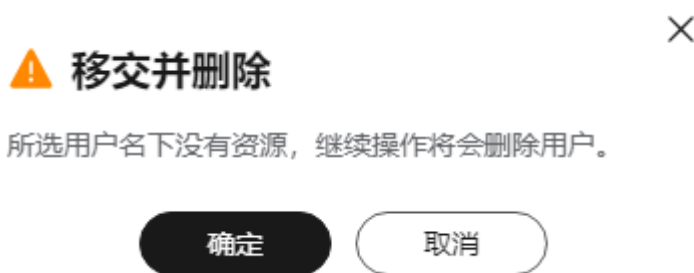 移交并删除
所选用户名下没有资源，继续操作将会删除用户。
确定
取消